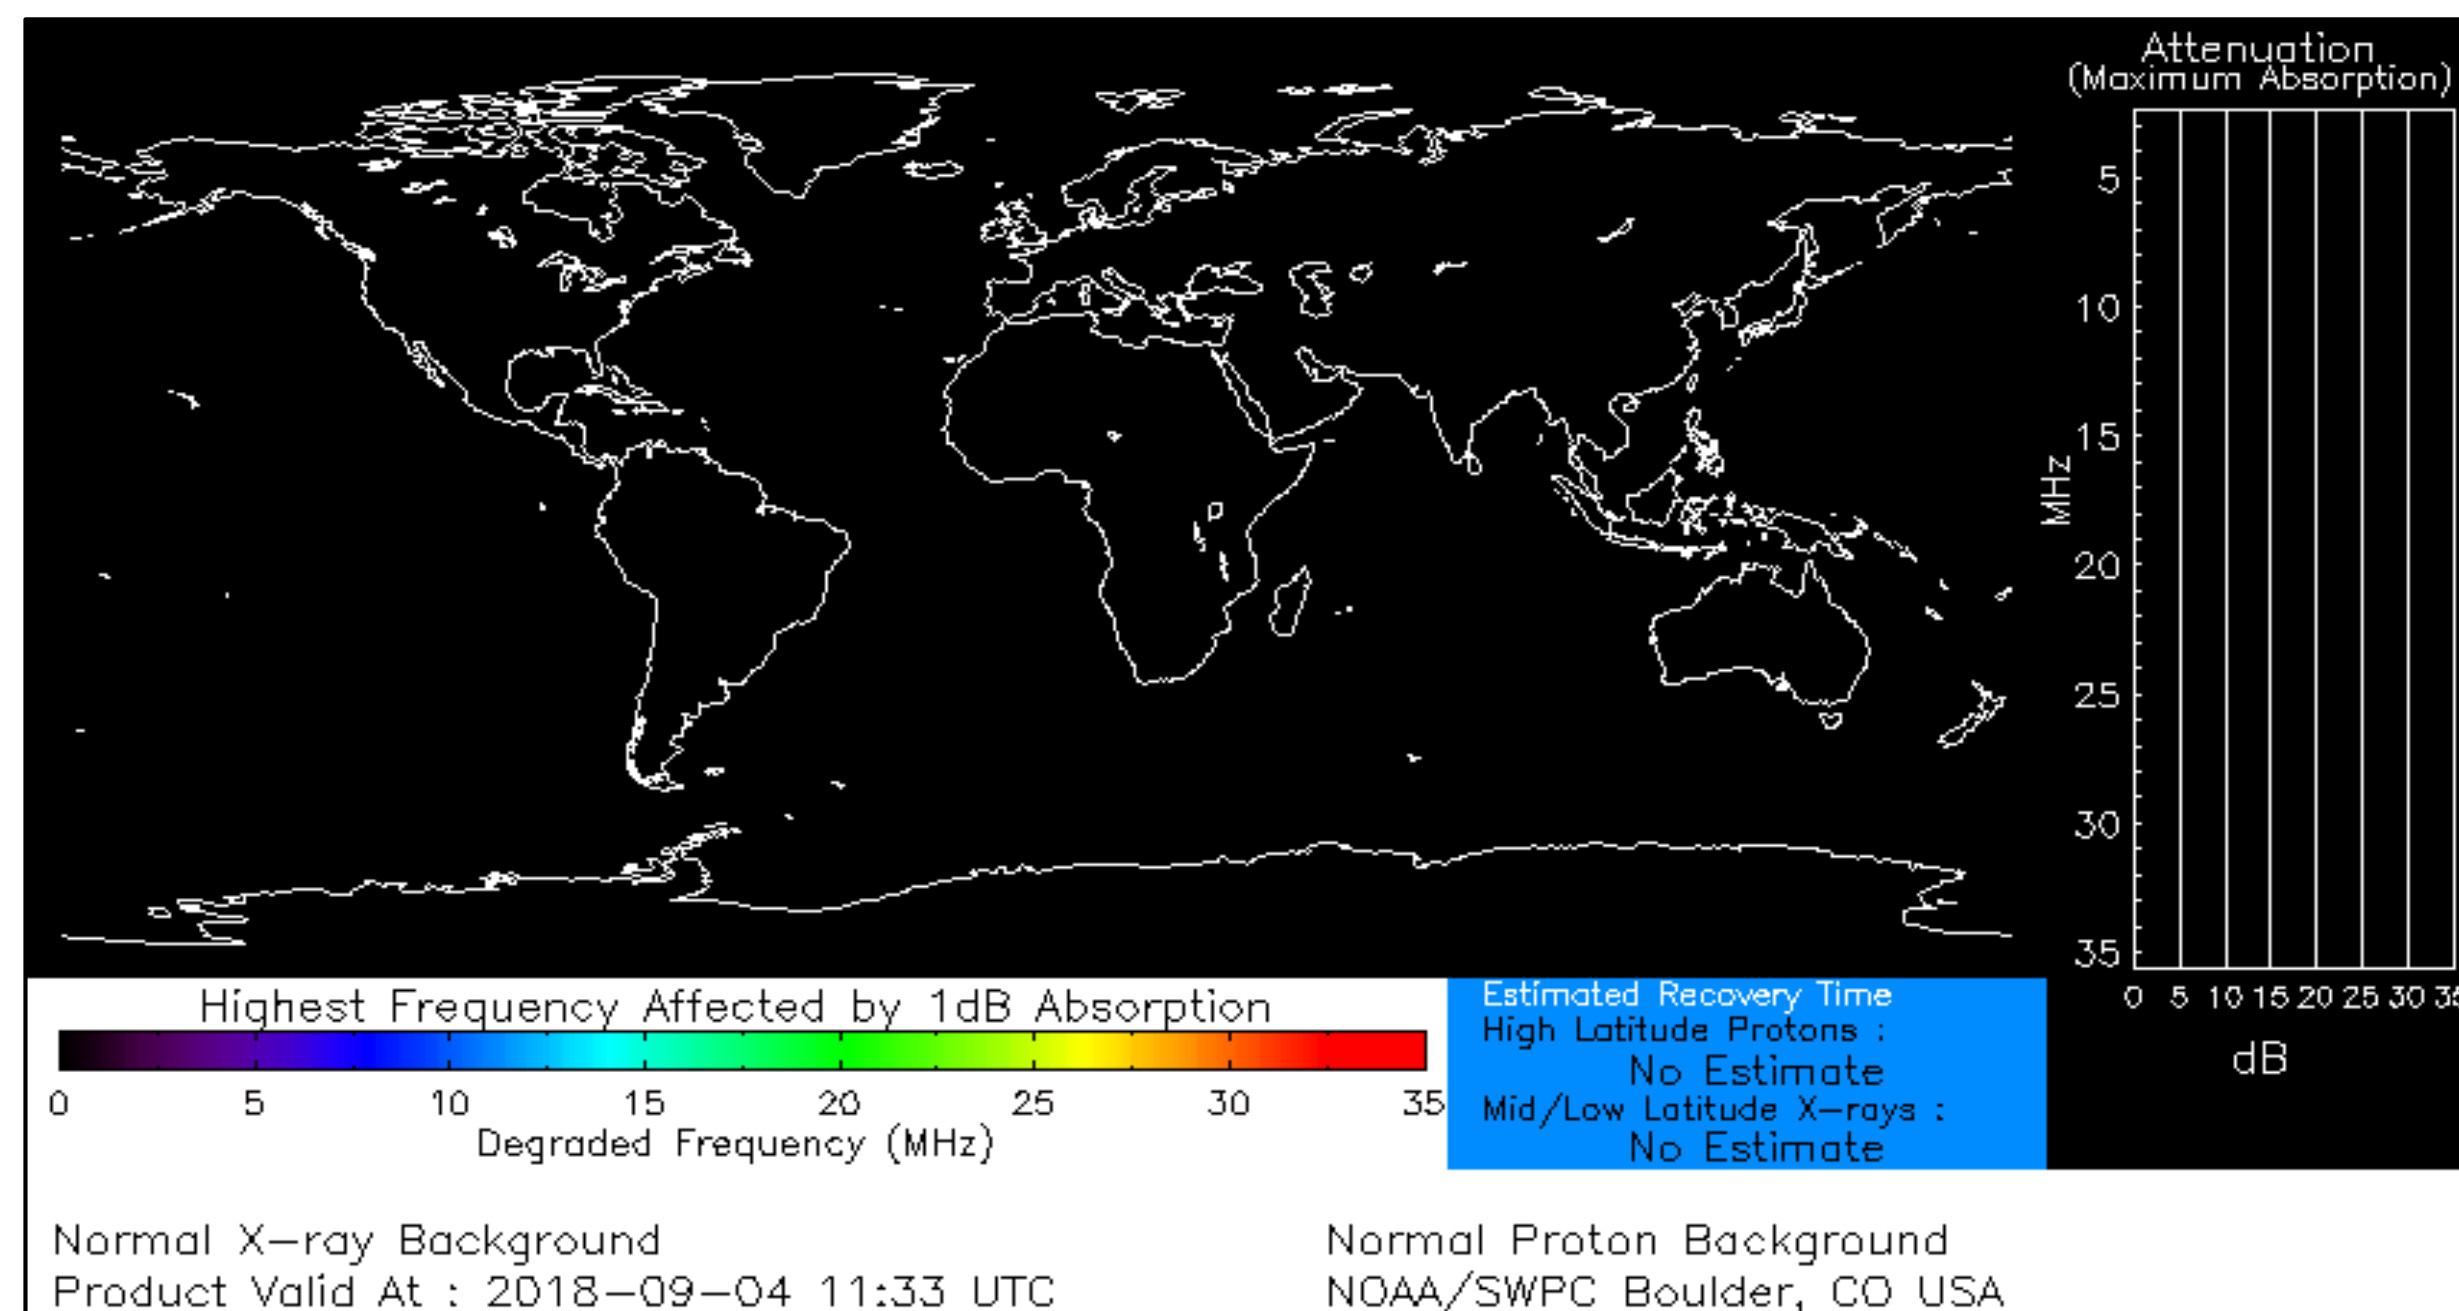 Attenuation
(Maximum Absorption)
5
10
15
20
25
30
35
MHz
0 5 10 15 20 25 30 35
dB
Highest Frequency Affected by 1dB Absorption
0 5 10 15 20 25 30 35
Degraded Frequency (MHz)
Estimated Recovery Time
High Latitude Protons :
No Estimate
Mid/Low Latitude X-rays :
No Estimate
Normal X-ray Background
Normal Proton Background
Product Valid At : 2018-09-04 11:33 UTC
NOAA/SWPC Boulder, CO USA